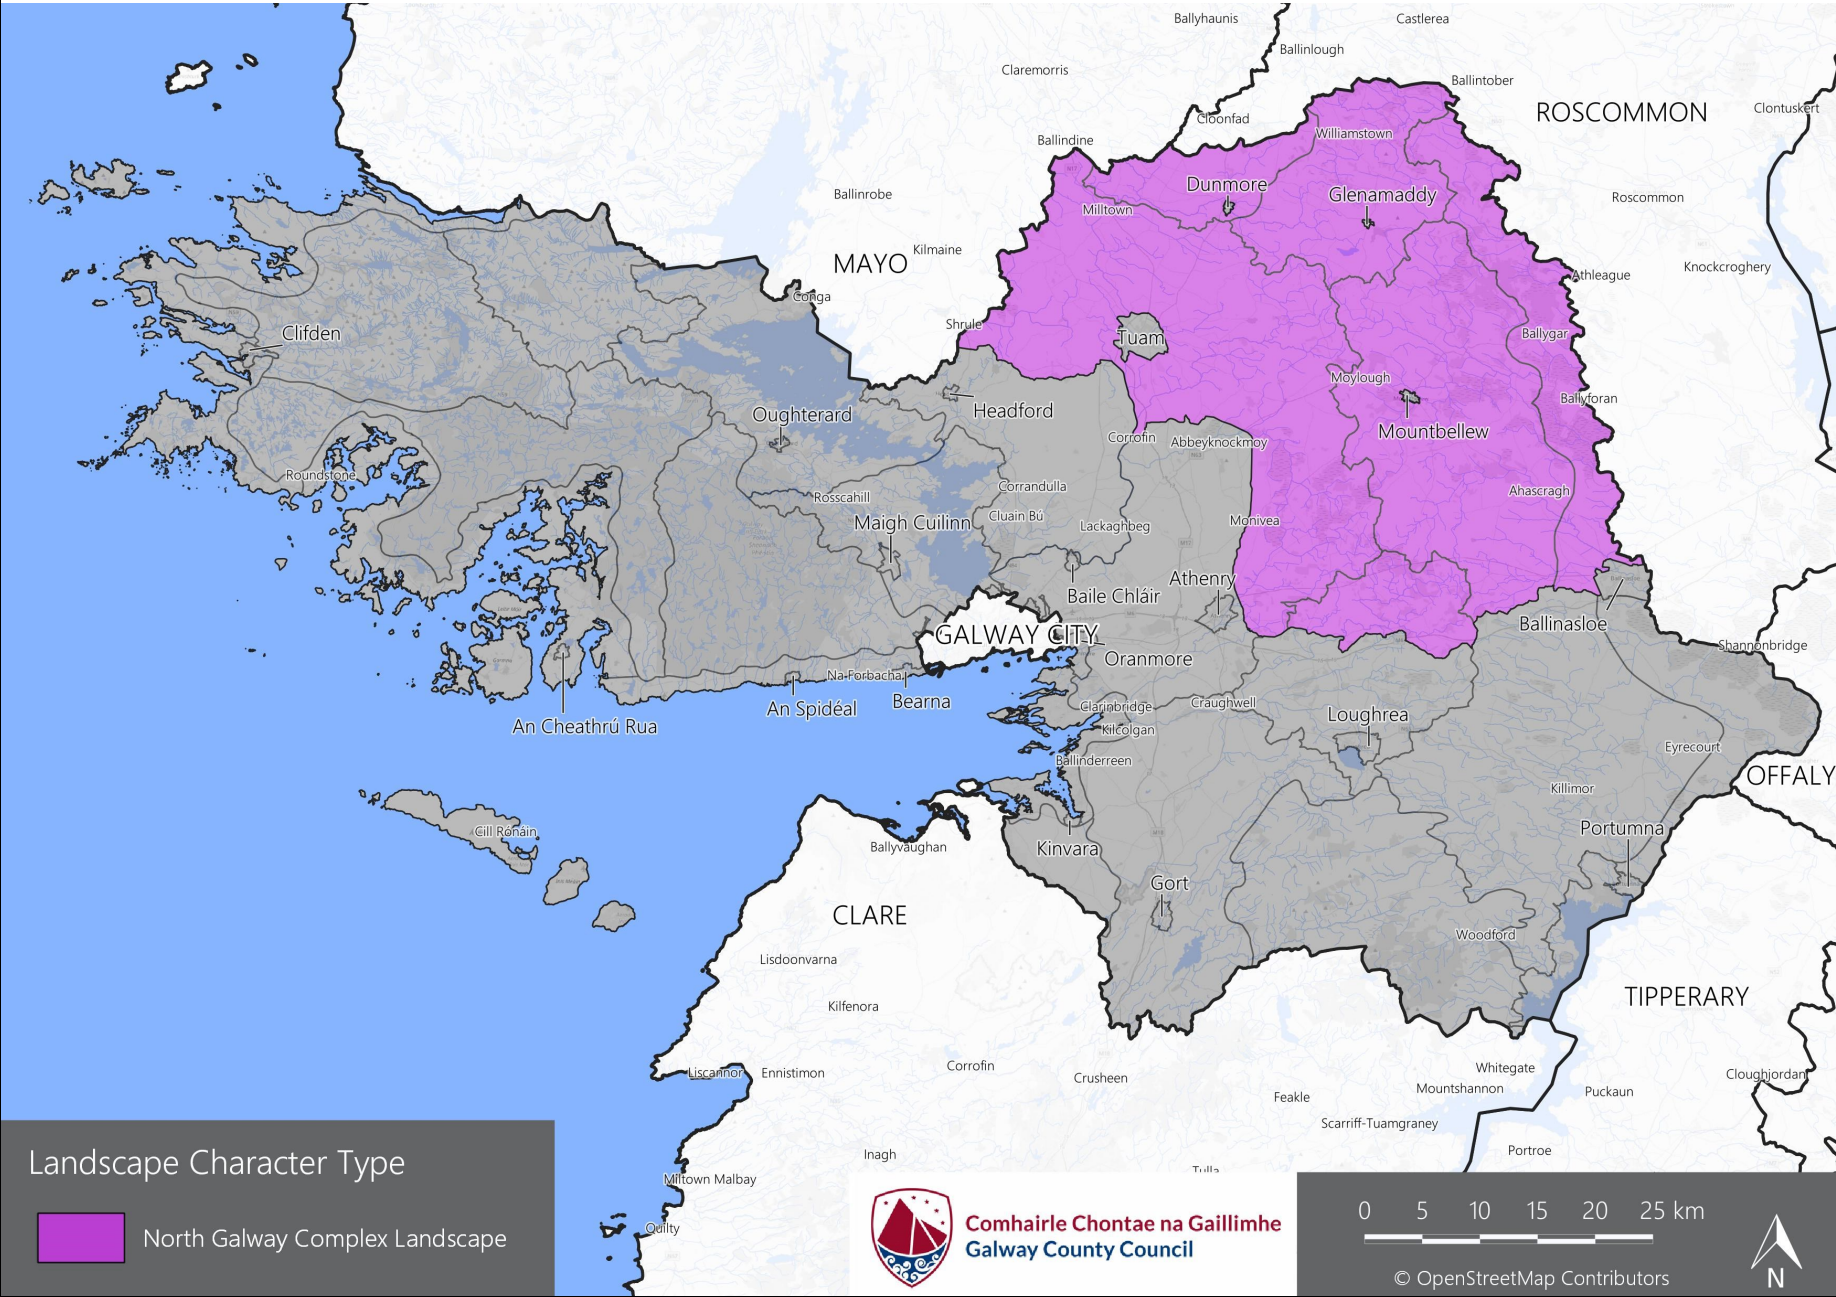 Ballyhaunis
Castlerea
Ballinlough
Claremorris
Ballintober
ROSCOMMON
Clontuskert
Cloonfad
Williamstown
Ballindine
Dunmore
Glenamaddy
Ballinrobe
Roscommon
Milltown
Kilmaine
MAYO
Athleague
Knockcroghery
Conga
Shrule
Clifden
Tuam
Ballygar
Moylough
Ballyforan
Headford
Oughterard
Mountbellew
Corrofin
Abbeyknockmoy
Roundstone
Corrandulla
Ahascragh
Rosscahill
Cluain Bú
Maigh Cuilinn
Lackaghbeg
Monivea
Athenry
Baile Chláir
Ballinasloe
GALWAY CITY
Shannonbridge
Oranmore
Na Forbacha
Bearna
An Spidéal
Clarinbridge
Craughwell
Loughrea
An Cheathrú Rua
Kilcolgan
Eyrecourt
Ballinderreen
OFFALY
Killimor
Cill Rónáin
Portumna
Ballyvaughan
Kinvara
Gort
CLARE
Woodford
Lisdoonvarna
TIPPERARY
Kilfenora
Corrofin
Whitegate
Liscannor
Ennistimon
Crusheen
Cloughjordan
Mountshannon
Puckaun
Feakle
Scarriff-Tuamgraney
Inagh
Portroe
Tulla
Miltown Malbay
Quilty
Landscape Character Type
North Galway Complex Landscape
Comhairle Chontae na Gaillimhe
Galway County Council
0 5 10 15 20 25 km
© OpenStreetMap Contributors
N